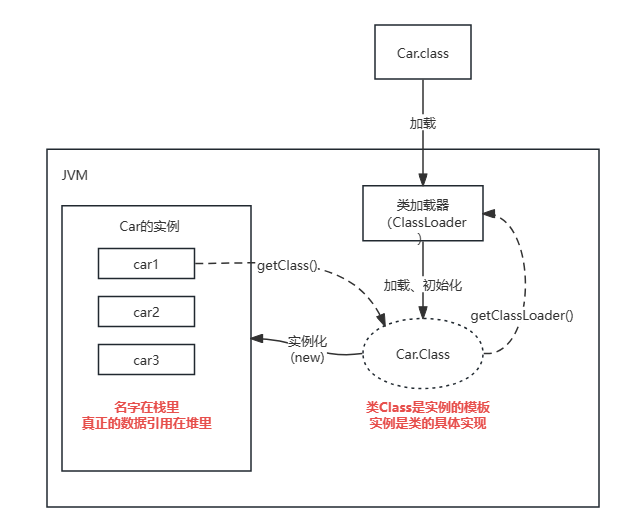 Car.class
加载
JVM
类加载器
（ClassLoader
）
Car的实例
car1
getClass().
加载、初始化
getClassLoader()
car2
实例化
(new)
Car.Class
car3
名字在栈里
真正的数据引用在堆里
类Class是实例的模板
实例是类的具体实现